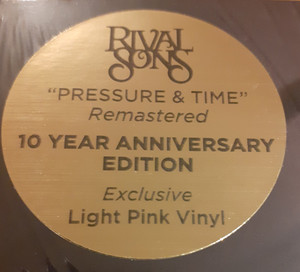 RIVAL
SONS
"PRESSURE & TIME"
Remastered
10 YEAR ANNIVERSARY
EDITION
Exclusive
Light Pink Vinyl